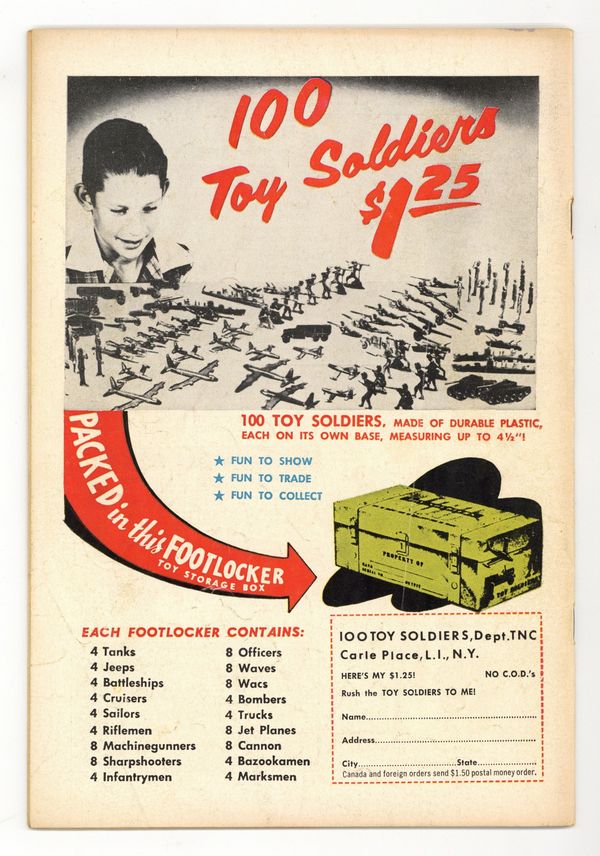 100
Toy Soldiers
$1.25
100 TOY SOLDIERS, MADE OF DURABLE PLASTIC,
EACH ON ITS OWN BASE, MEASURING UP TO 4½"!
★ FUN TO SHOW
★ FUN TO TRADE
★ FUN TO COLLECT
PACKED in this FOOTLOCKER
TOY STORAGE BOX
PROPERTY OF
TOY SOLDIERS
EACH FOOTLOCKER CONTAINS:
4 Tanks
4 Jeeps
4 Battleships
4 Cruisers
4 Sailors
4 Riflemen
8 Machinegunners
8 Sharpshooters
4 Infantrymen
8 Officers
8 Waves
8 Wacs
4 Bombers
4 Trucks
8 Jet Planes
8 Cannon
4 Bazookamen
4 Marksmen
100 TOY SOLDIERS, Dept. TNC
Carle Place, L.I., N.Y.
HERE'S MY $1.25! NO C.O.D.'s
Rush the TOY SOLDIERS TO ME!
Name
Address
City State
Canada and foreign orders send $1.50 postal money order.